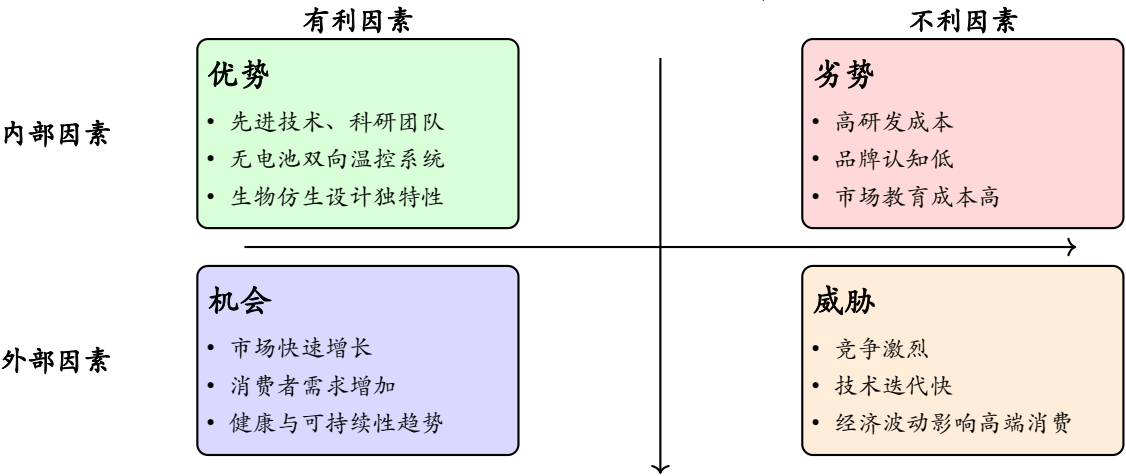 有利因素
不利因素
内部因素
优势
• 先进技术、科研团队
• 无电池双向温控系统
• 生物仿生设计独特性
劣势
• 高研发成本
• 品牌认知低
• 市场教育成本高
外部因素
机会
• 市场快速增长
• 消费者需求增加
• 健康与可持续性趋势
威胁
• 竞争激烈
• 技术迭代快
• 经济波动影响高端消费